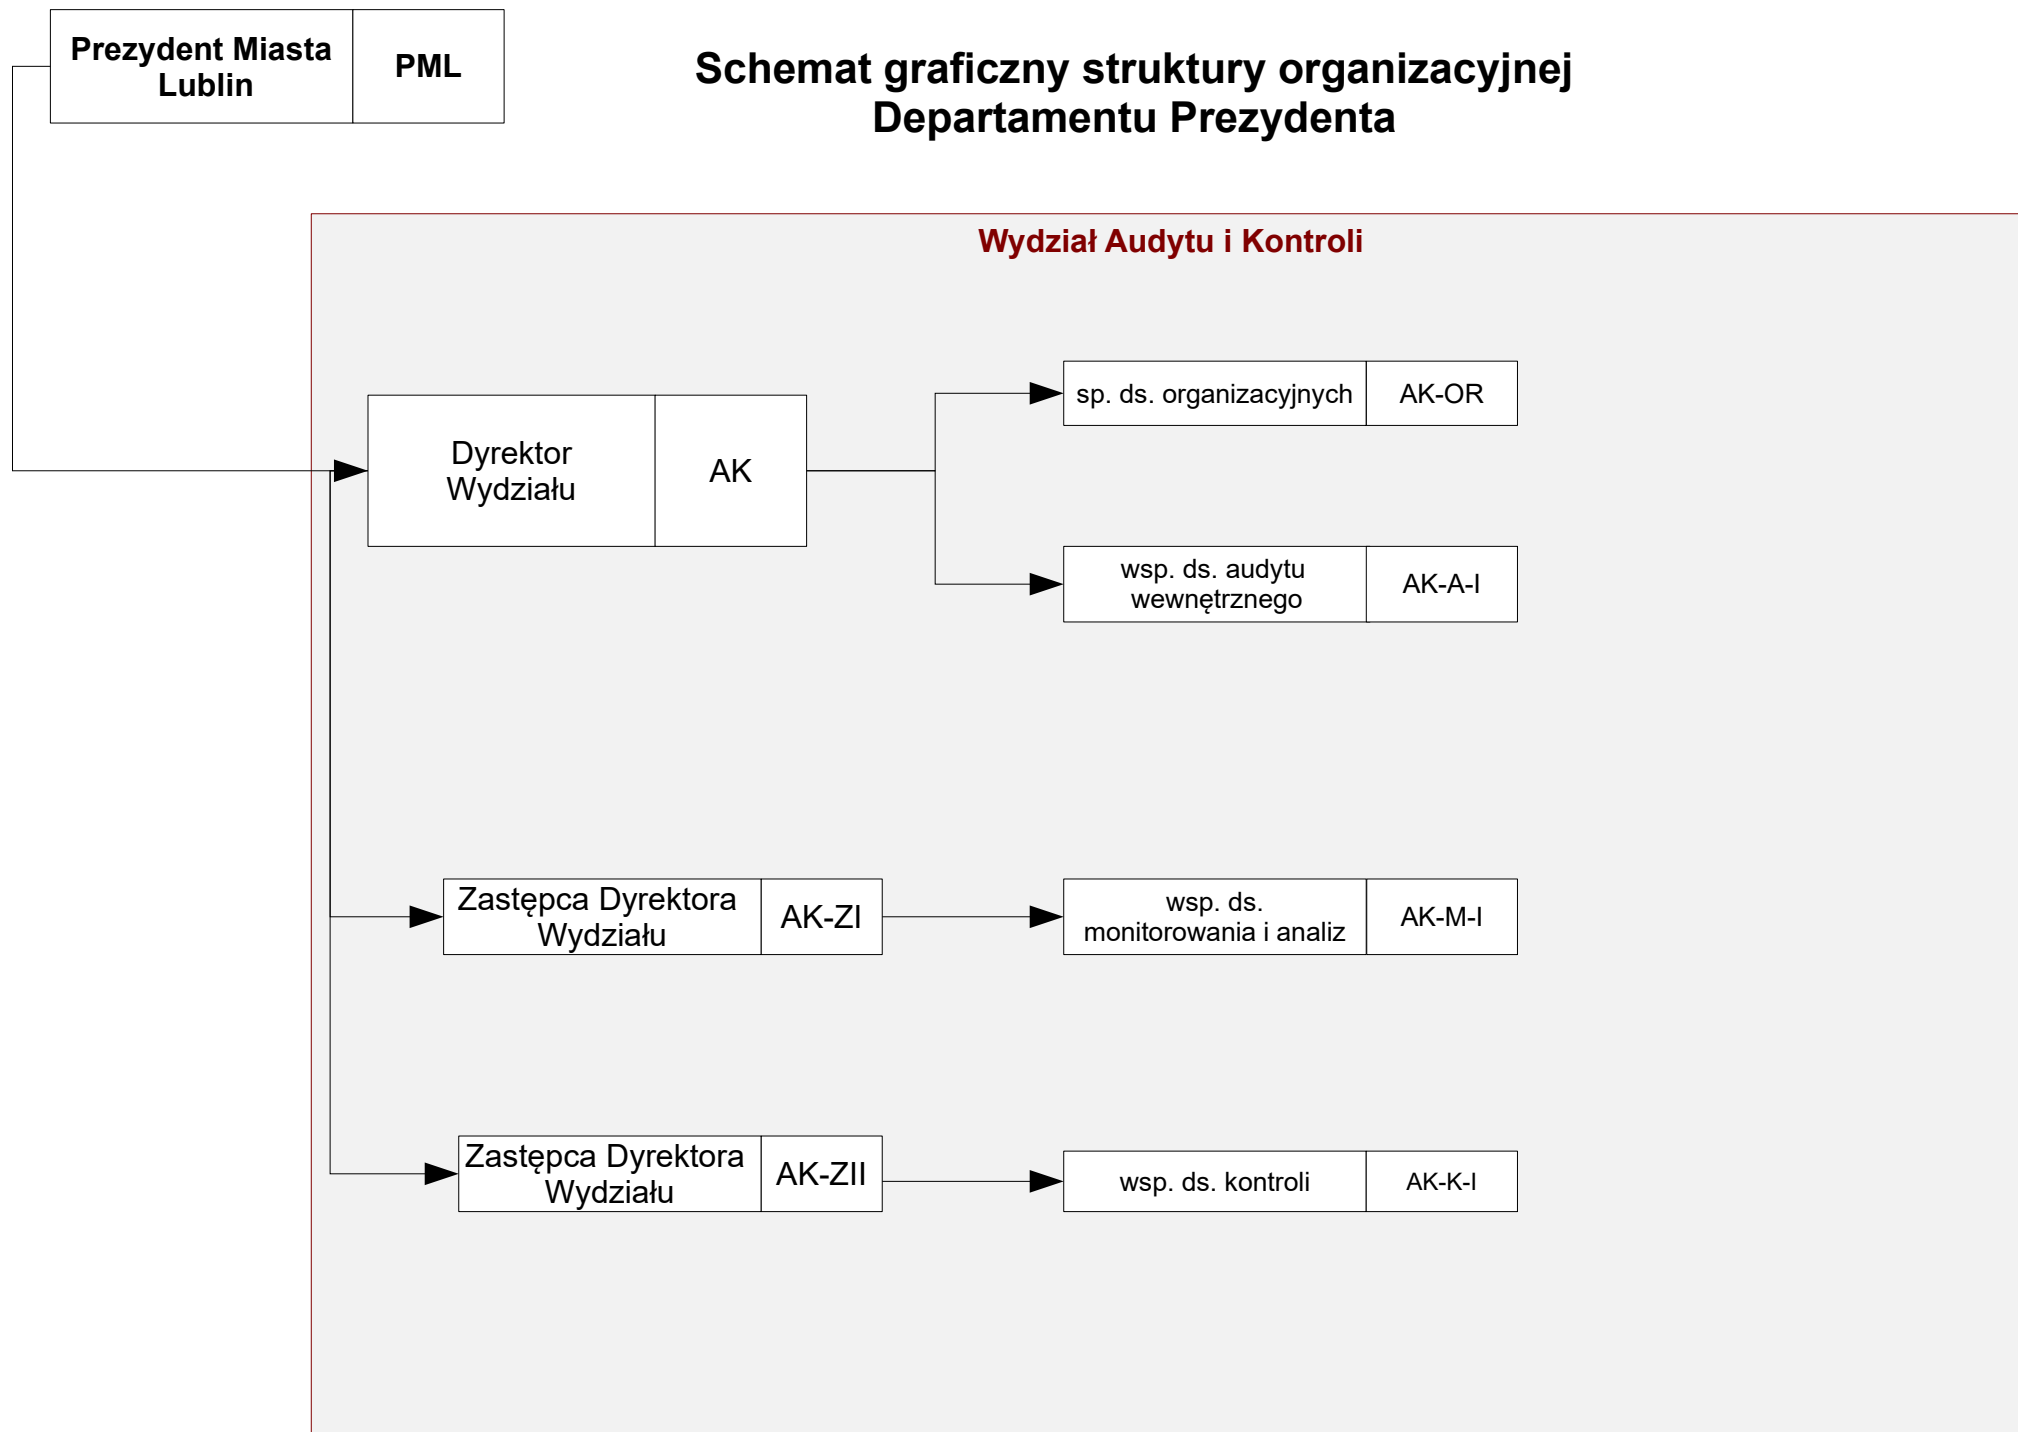 Prezydent Miasta
Lublin
PML
Schemat graficzny struktury organizacyjnej
Departamentu Prezydenta
Wydział Audytu i Kontroli
Dyrektor
Wydziału
AK
sp. ds. organizacyjnych
AK-OR
wsp. ds. audytu
wewnętrznego
AK-A-I
Zastępca Dyrektora
Wydziału
AK-ZI
wsp. ds.
monitorowania i analiz
AK-M-I
Zastępca Dyrektora
Wydziału
AK-ZII
wsp. ds. kontroli
AK-K-I